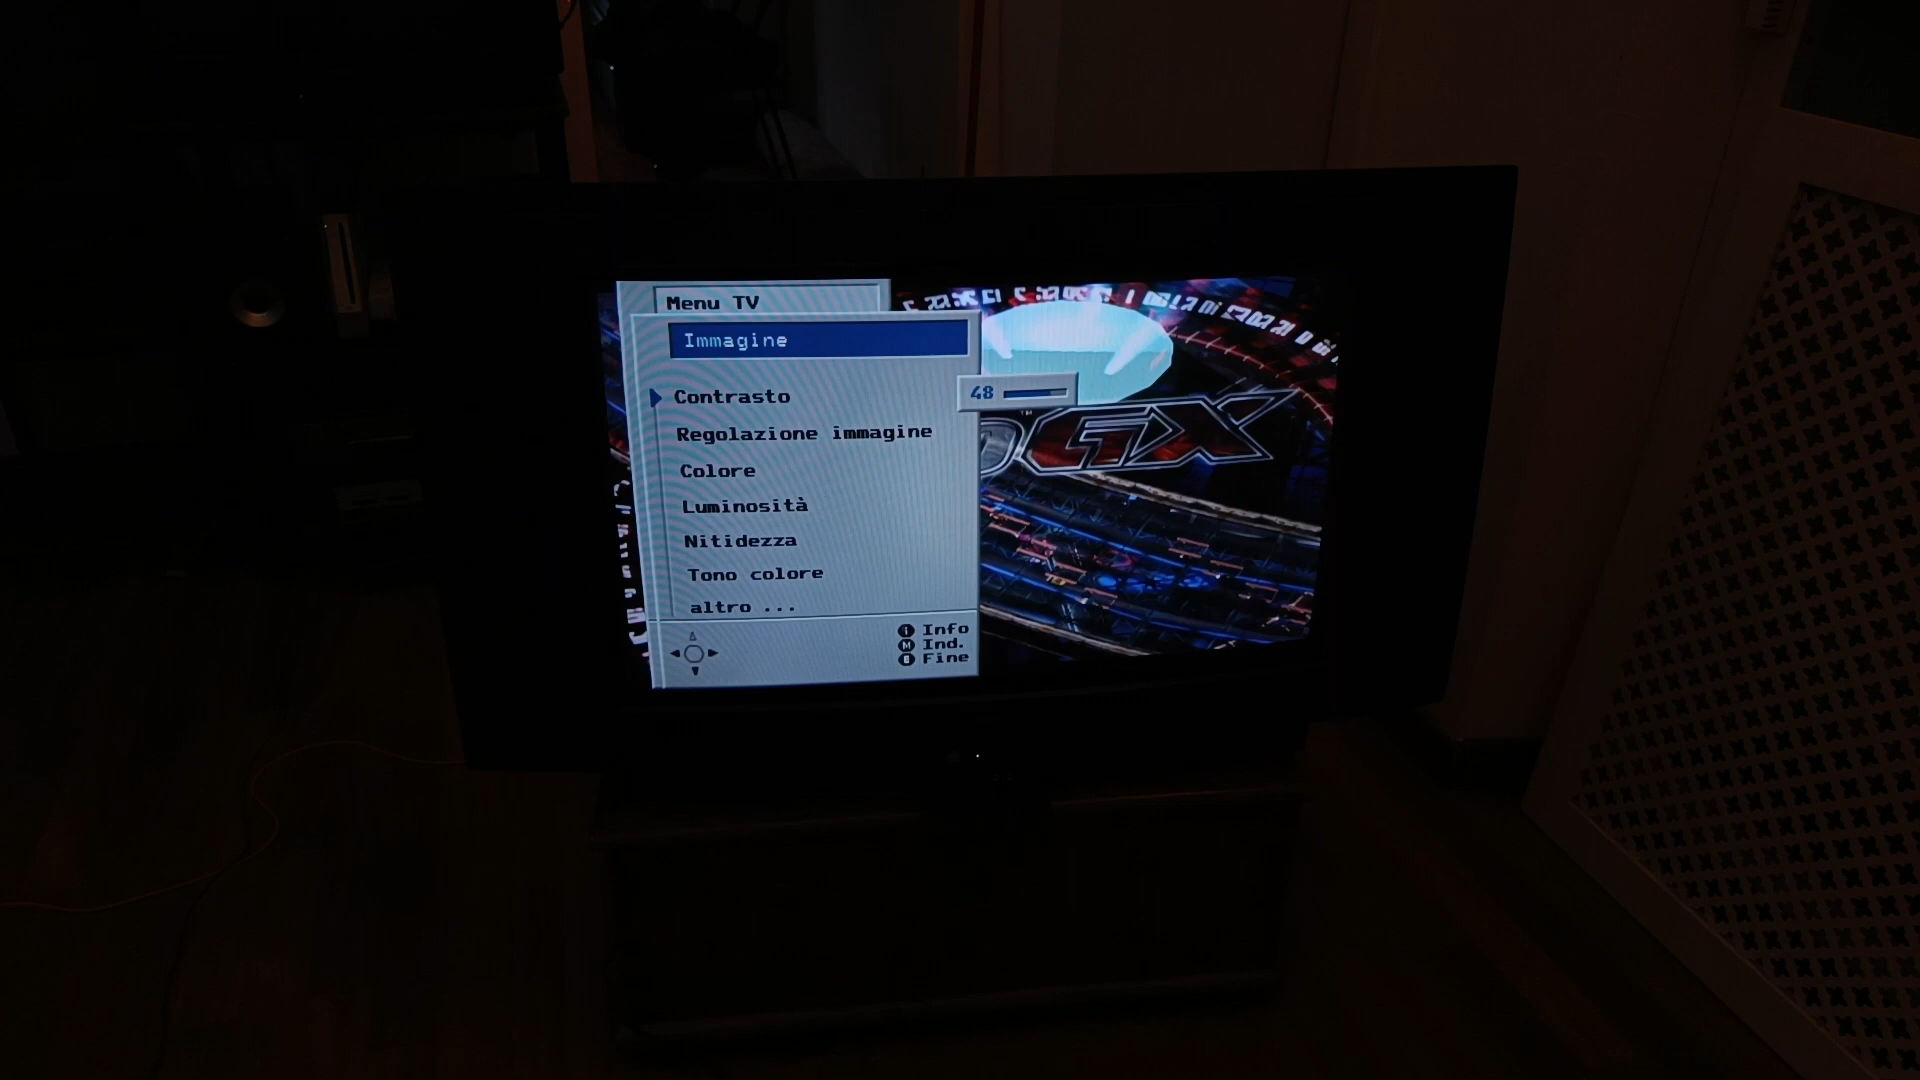 Menu TV
Immagine
Contrasto
48
Regolazione immagine
Colore
Luminosità
Nitidezza
Tono colore
altro ...
i Info
M Ind.
Fine
GX